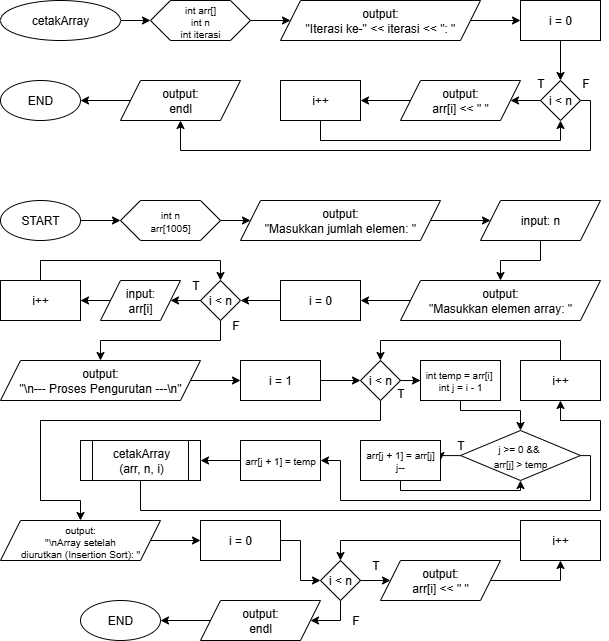 cetakArray
int arr[]
int n
int iterasi
output:
"Iterasi ke-" << iterasi << ": "
i = 0
END
output:
endl
i++
output:
arr[i] << " "
T
i < n
F
START
int n
arr[1005]
output:
"Masukkan jumlah elemen: "
input: n
i++
input:
arr[i]
T
i < n
F
i = 0
output:
"Masukkan elemen array: "
output:
"\n--- Proses Pengurutan ---\n"
i = 1
i < n
T
int temp = arr[i]
int j = i - 1
i++
cetakArray
(arr, n, i)
arr[j + 1] = temp
arr[j + 1] = arr[j]
j--
T
j >= 0 &&
arr[j] > temp
output:
"\nArray setelah
diurutkan (Insertion Sort): "
i = 0
i < n
T
F
output:
arr[i] << " "
i++
END
output:
endl